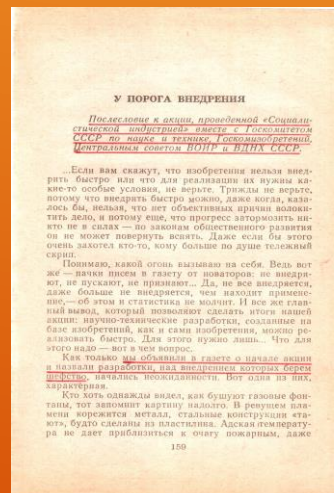 У ПОРОГА ВНЕДРЕНИЯ
Послесловие к акции, проведенной «Социали-
стической индустрией» вместе с Госкомитетом
СССР по науке и технике, Госкомизобретений,
Центральным советом ВОИР и ВДНХ СССР.
...Если вам скажут, что изобретения нельзя внед-
рить быстро или что для реализации их нужны ка-
кие-то особые условия, не верьте. Трижды не верьте,
потому что внедрить быстро можно, даже когда, каза-
лось бы, нельзя, что нет объективных причин волоки-
тить дело, и потому еще, что прогресс затормозить ни-
кто не в силах — по законам общественного развития
он не может повернуть вспять. Даже если бы этого
очень захотел кто-то, кому больше по душе тележный
скрип.
Понимаю, какой огонь вызываю на себя. Ведь вот
же — пачки писем в газету от новаторов: не внедря-
ют, не пускают, не признают... Да, не все внедряется,
даже больше не внедряется, чем находит примене-
ние, — об этом и статистика не молчит. И все же глав-
ный вывод, который позволяют сделать итоги нашей
акции: научно-технические разработки, созданные на
базе изобретений, как и сами изобретения, можно ре-
ализовать быстро. Для этого нужно лишь... Что для
этого надо — вот в чем вопрос.
Как только мы объявили в газете о начале акции
и назвали разработки, над внедрением которых берем
шефство, начались неожиданности. Вот одна из них,
характерная.
Кто хоть однажды видел, как бушуют газовые фон-
таны, тот запомнит картину надолго. В ревущем пла-
мени корежится металл, стальные конструкции «та-
ют», будто сделаны из пластилина. Адская температу-
ра не дает приблизиться к очагу пожарным, даже
159